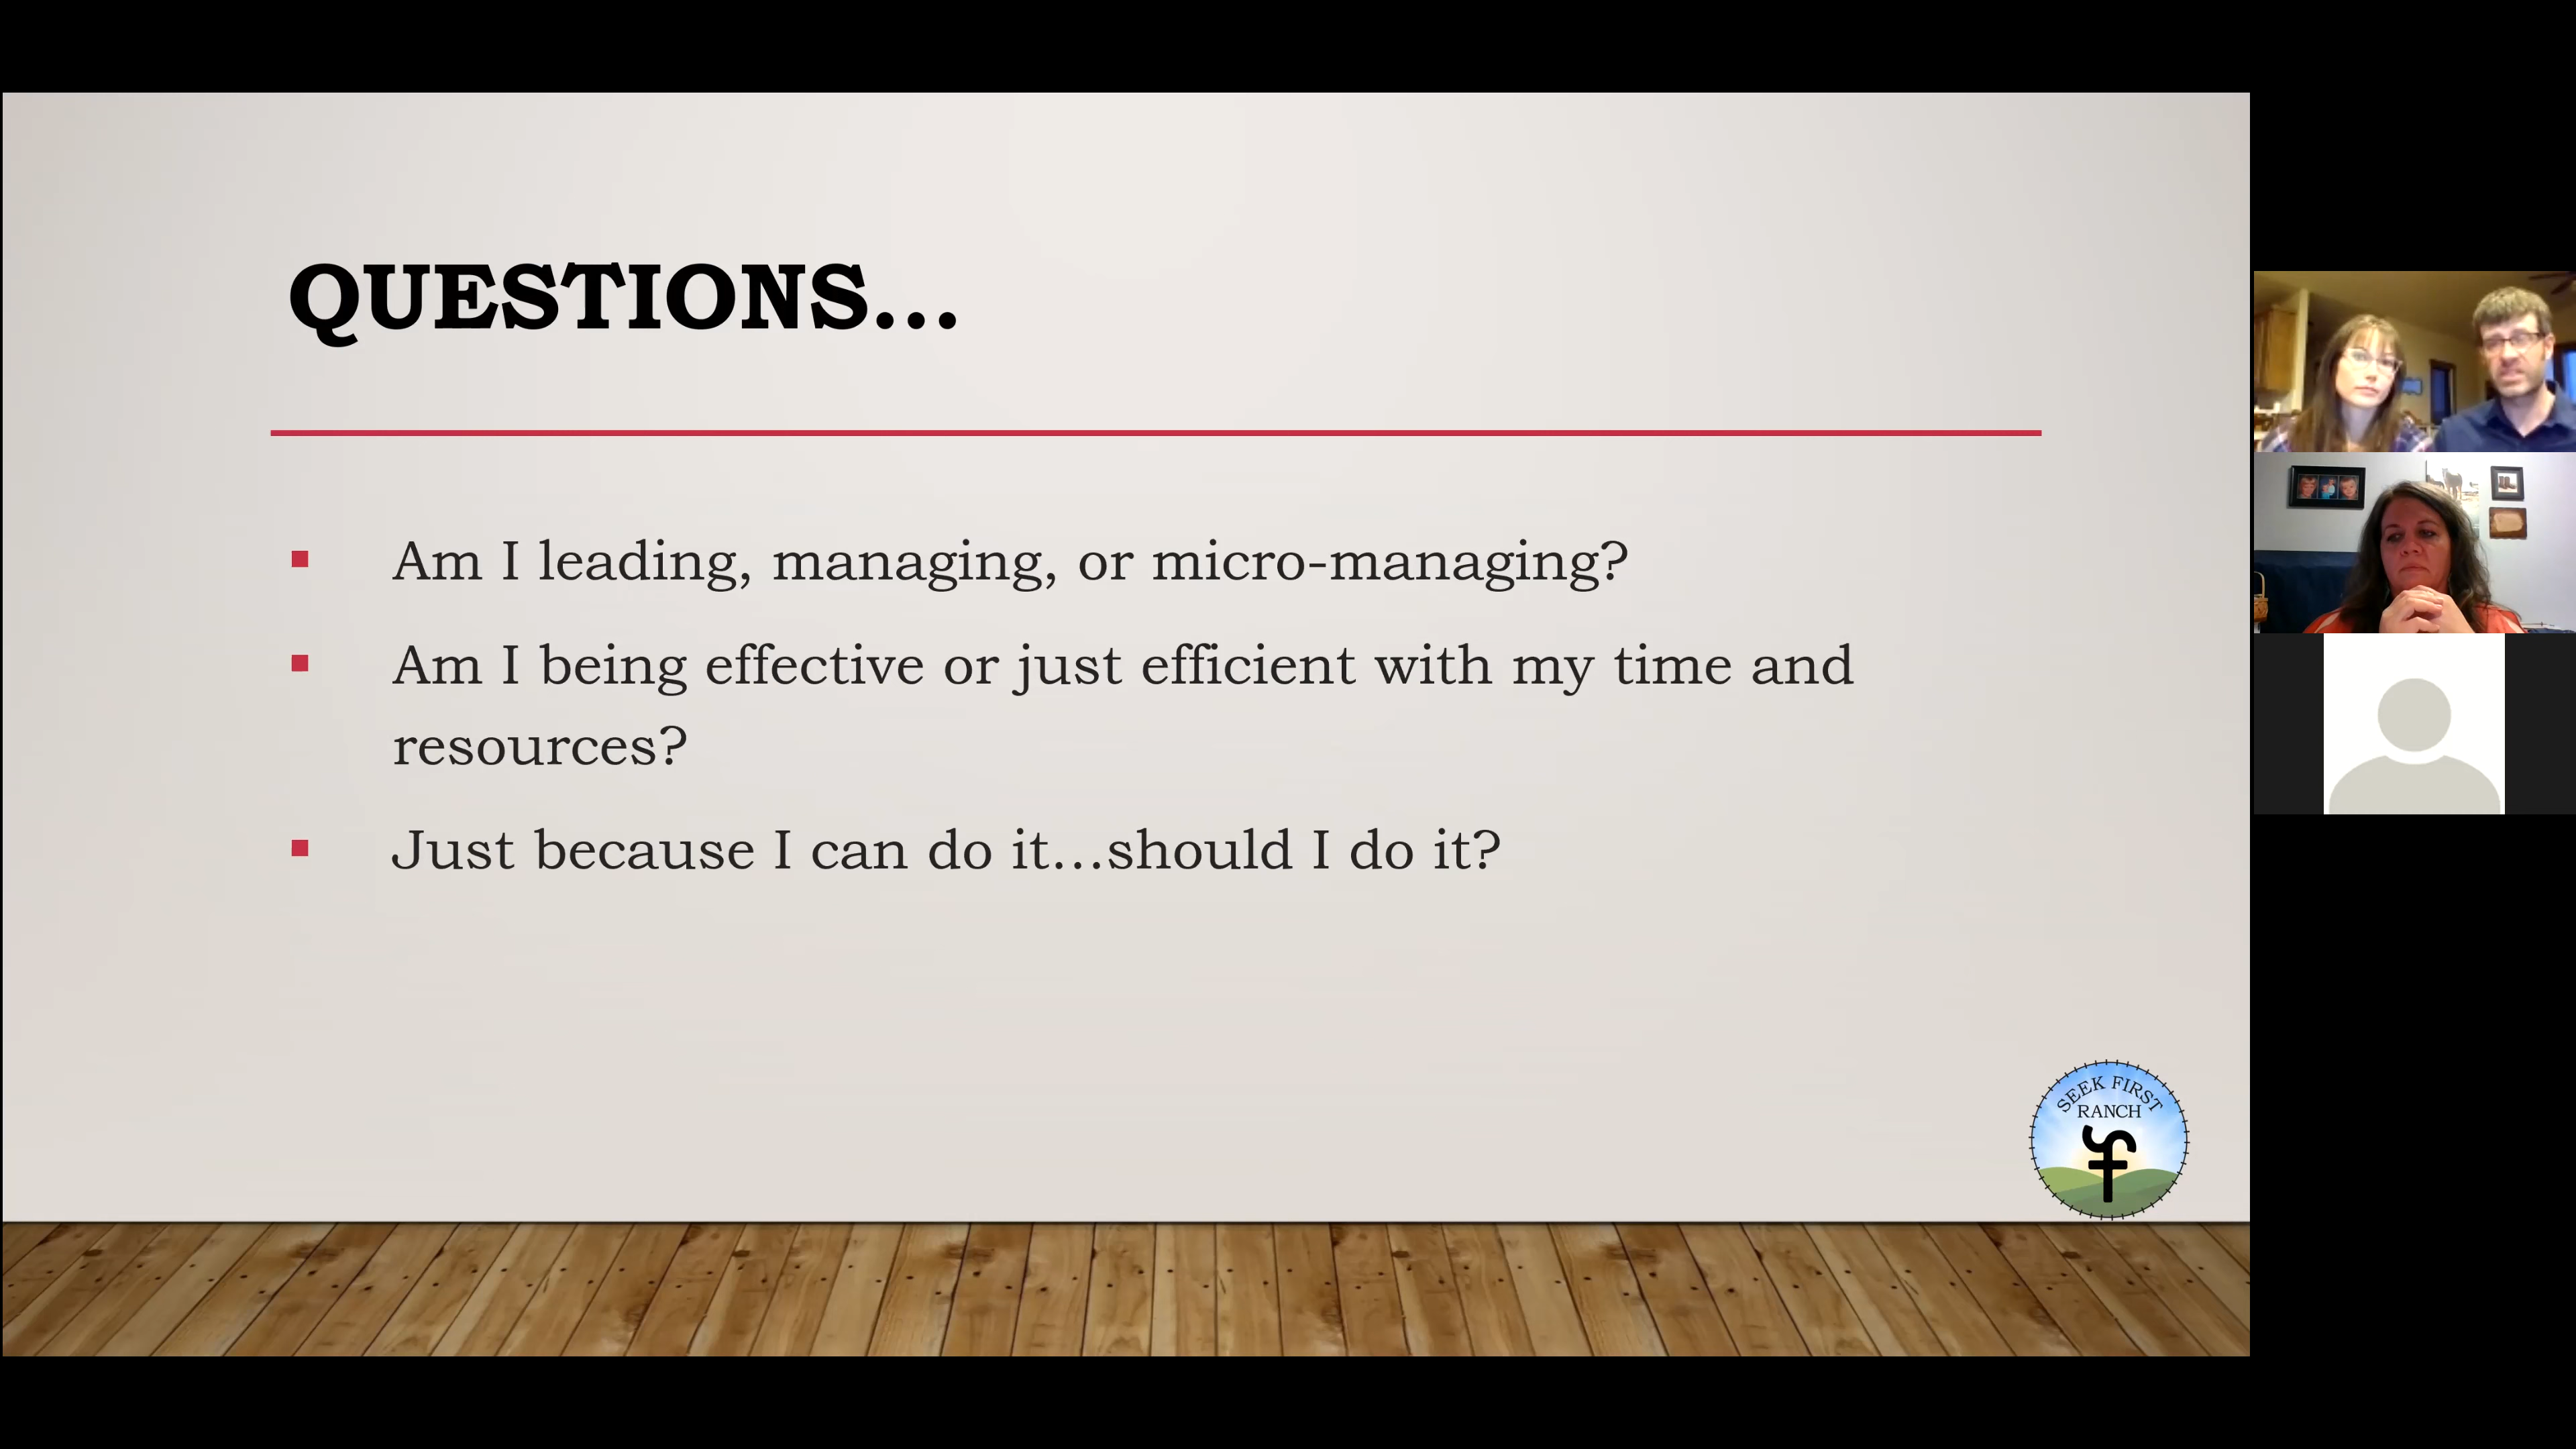 QUESTIONS...
Am I leading, managing, or micro-managing?
Am I being effective or just efficient with my time and
resources?
Just because I can do it...should I do it?
SEEK FIRST
RANCH